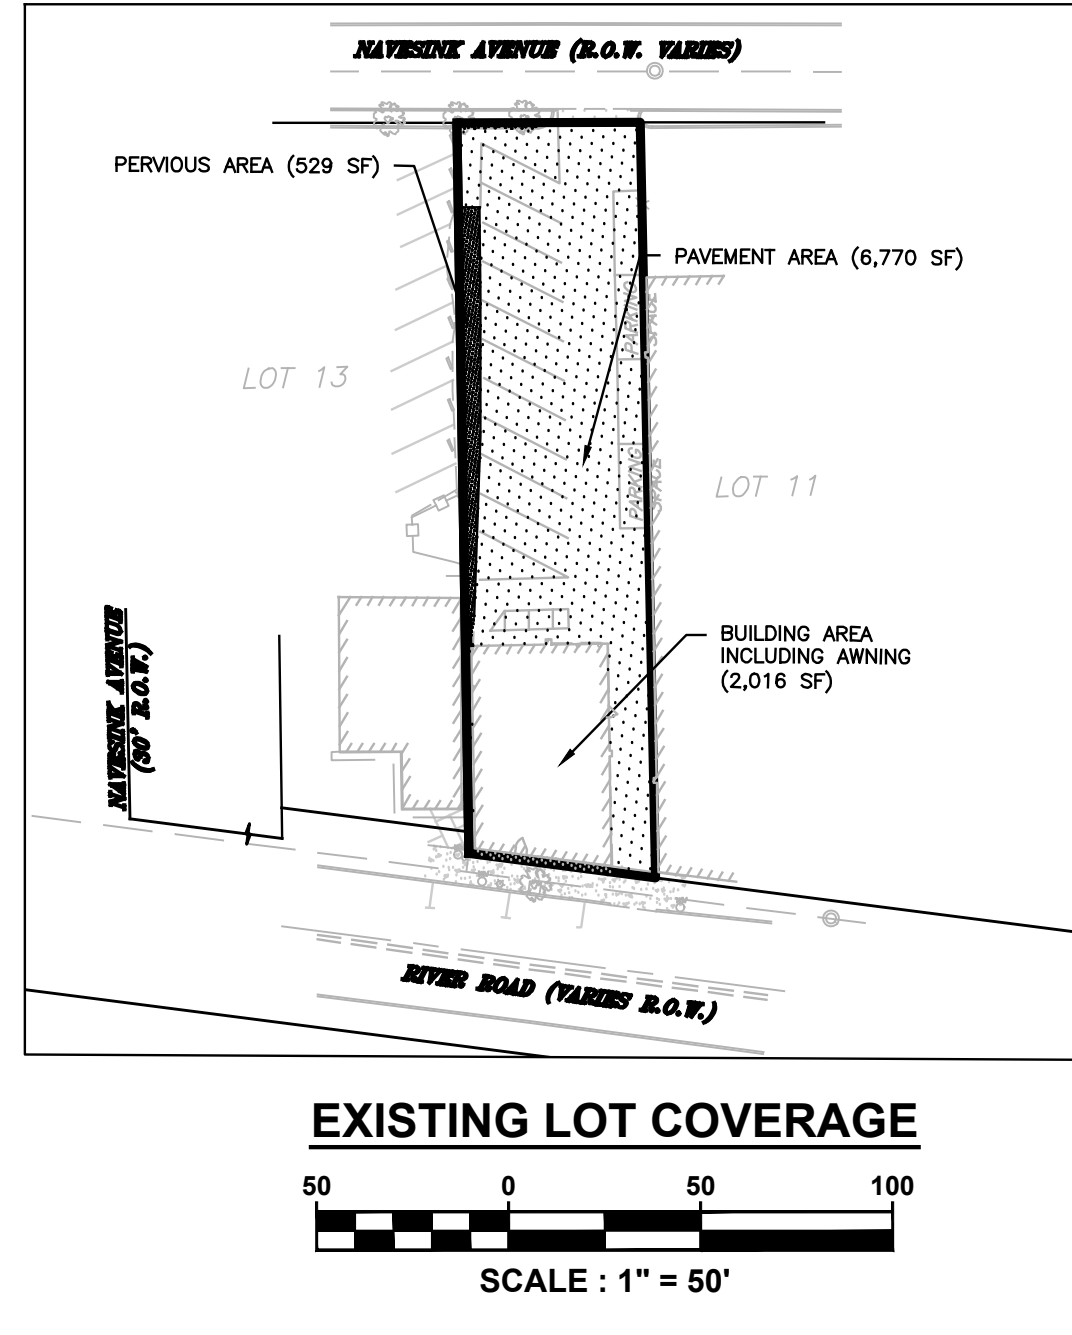 NAVESINK AVENUE (R.O.W. VARIES)
PERVIOUS AREA (529 SF)
PAVEMENT AREA (6,770 SF)
PARKING
SPACE
LOT 13
PARKING
SPACE
LOT 11
NAVESINK AVENUE
(30' R.O.W.)
BUILDING AREA
INCLUDING AWNING
(2,016 SF)
RIVER ROAD (VARIES R.O.W.)
EXISTING LOT COVERAGE
50 0 50 100
SCALE : 1" = 50'